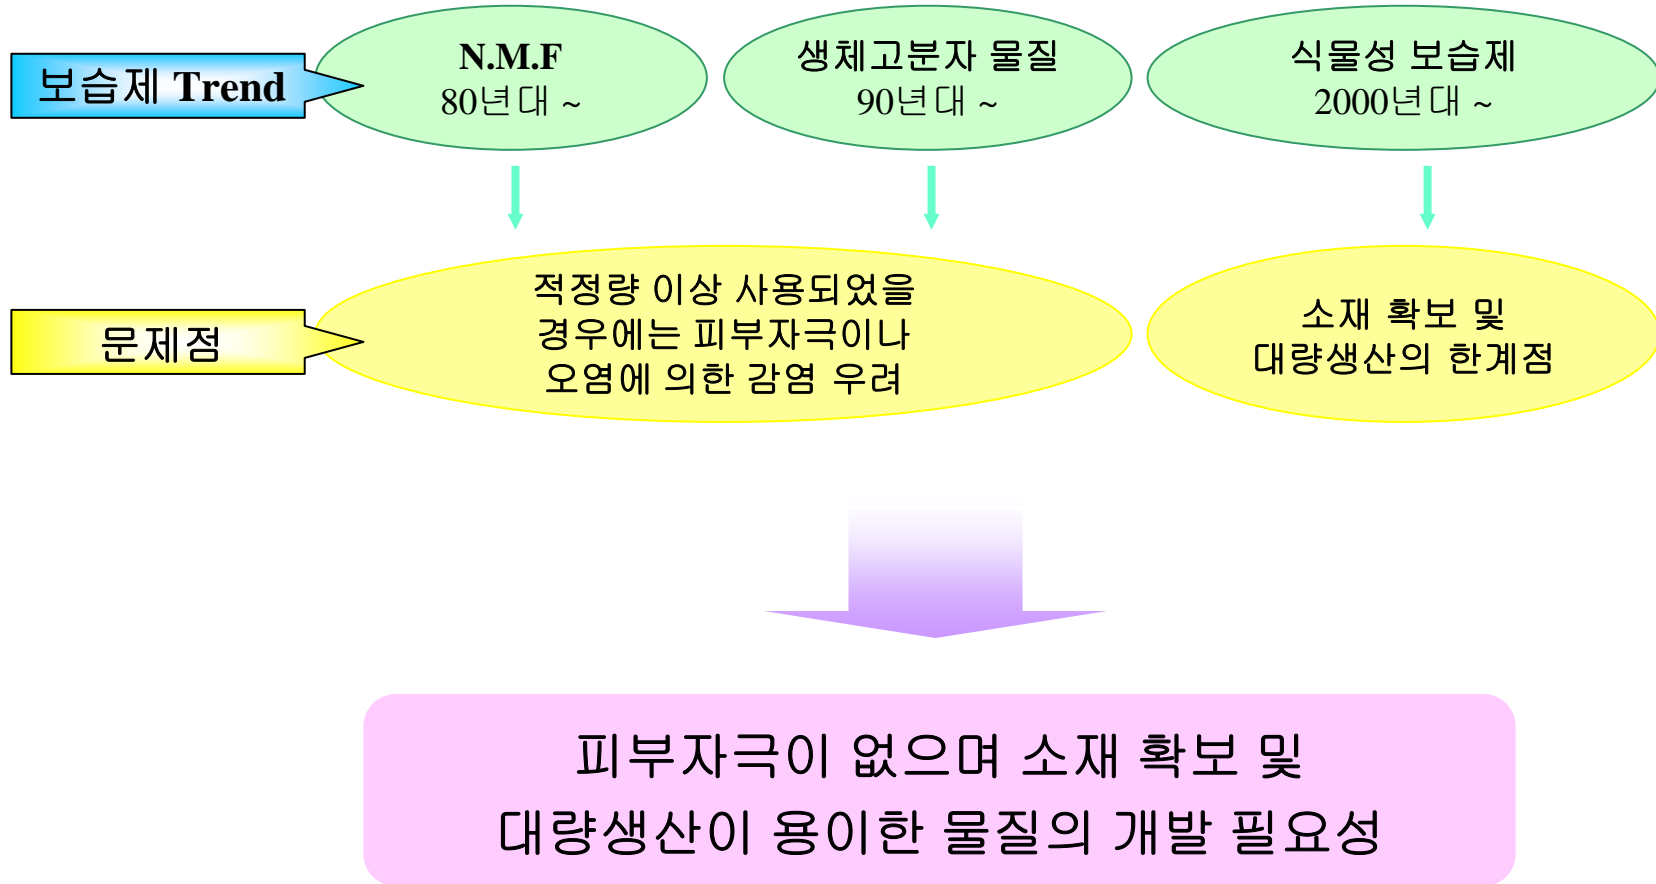 보습제 Trend
N.M.F
80년대 ~
생체고분자 물질
90년대 ~
식물성 보습제
2000년대 ~
문제점
적정량 이상 사용되었을
경우에는 피부자극이나
오염에 의한 감염 우려
소재 확보 및
대량생산의 한계점
피부자극이 없으며 소재 확보 및
대량생산이 용이한 물질의 개발 필요성